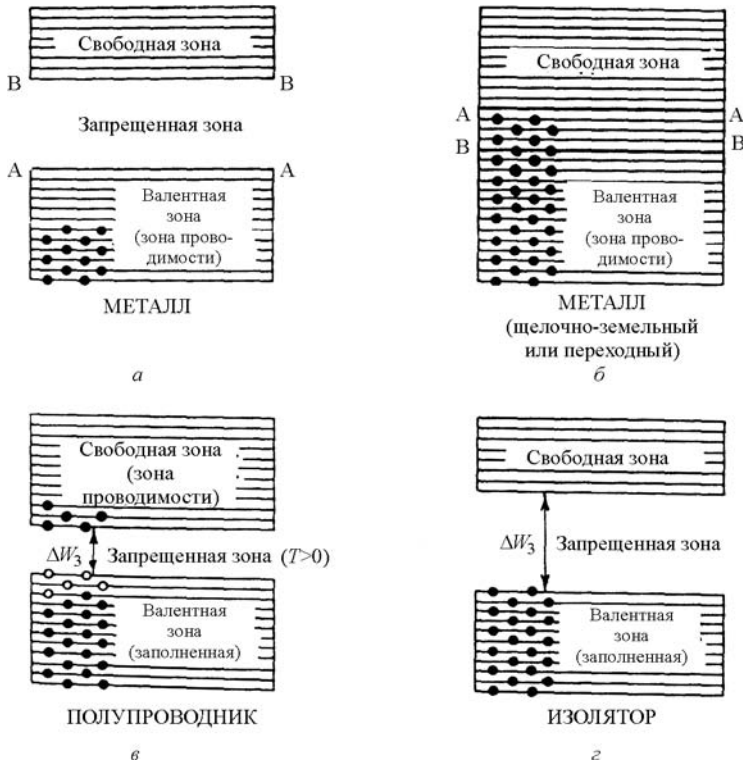 Свободная зона
В В
Запрещенная зона
А А
Валентная
зона
(зона прово-
димости)
МЕТАЛЛ
а
Свободная зона
А А
В В
Валентная
зона
(зона прово-
димости)
МЕТАЛЛ
(щелочно-земельный
или переходный)
б
Свободная зона
(зона
проводимости)
ΔW₃ Запрещенная зона (T>0)
Валентная
зона
(заполненная)
ПОЛУПРОВОДНИК
в
Свободная зона
ΔW₃ Запрещенная зона
Валентная
зона
(заполненная)
ИЗОЛЯТОР
г